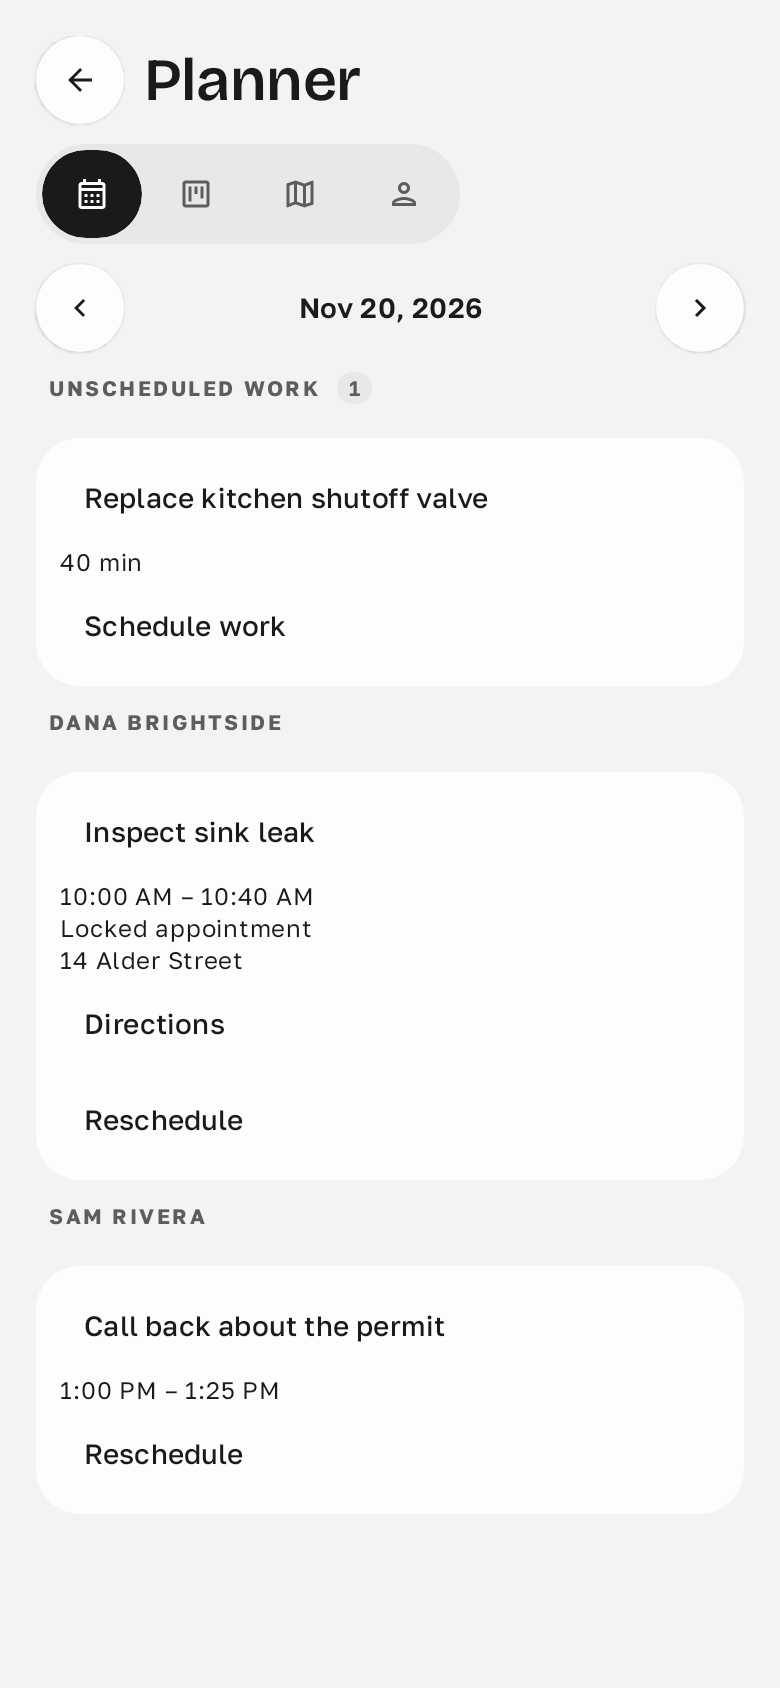 Planner
Nov 20, 2026
UNSCHEDULED WORK 1
Replace kitchen shutoff valve
40 min
Schedule work
DANA BRIGHTSIDE
Inspect sink leak
10:00 AM – 10:40 AM
Locked appointment
14 Alder Street
Directions
Reschedule
SAM RIVERA
Call back about the permit
1:00 PM – 1:25 PM
Reschedule